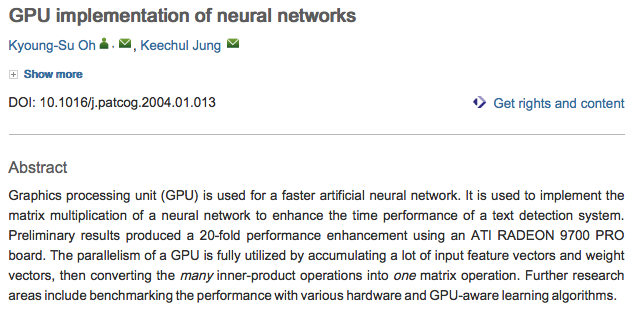 GPU implementation of neural networks
Kyoung-Su Oh , Keechul Jung
Show more
DOI: 10.1016/j.patcog.2004.01.013 Get rights and content
Abstract
Graphics processing unit (GPU) is used for a faster artificial neural network. It is used to implement the
matrix multiplication of a neural network to enhance the time performance of a text detection system.
Preliminary results produced a 20-fold performance enhancement using an ATI RADEON 9700 PRO
board. The parallelism of a GPU is fully utilized by accumulating a lot of input feature vectors and weight
vectors, then converting the many inner-product operations into one matrix operation. Further research
areas include benchmarking the performance with various hardware and GPU-aware learning algorithms.